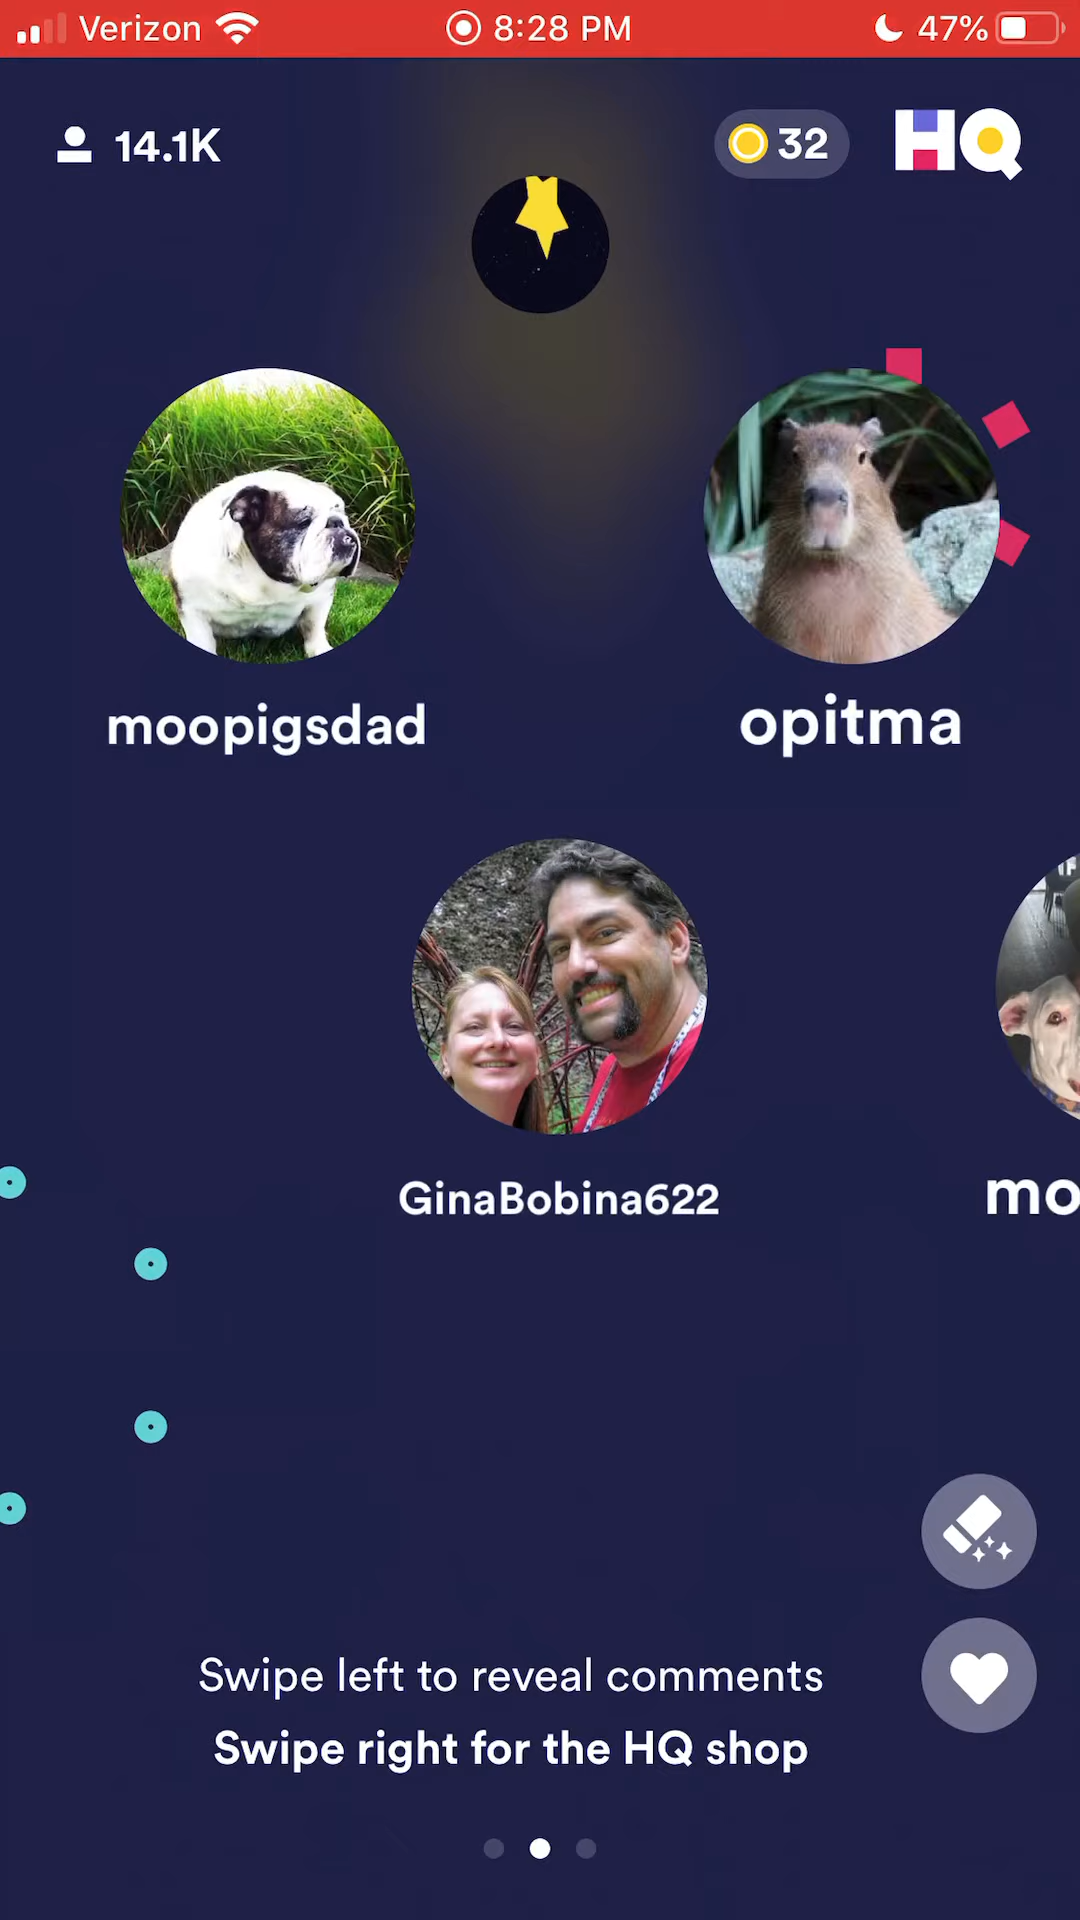 Verizon 8:28 PM 47%
14.1K 32 HQ
moopigsdad opitma
GinaBobina622 mo
Swipe left to reveal comments
Swipe right for the HQ shop